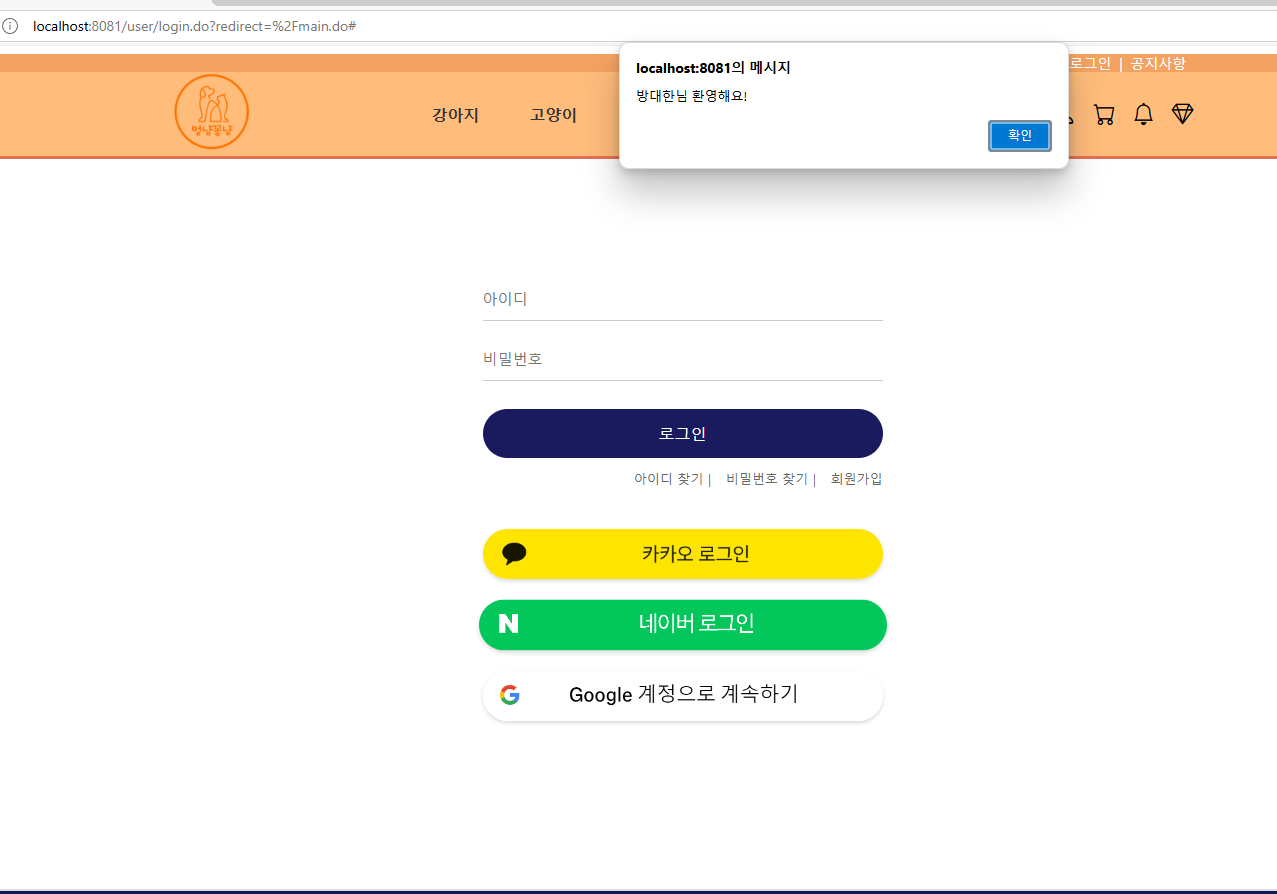 localhost:8081/user/login.do?redirect=%2Fmain.do#
localhost:8081의 메시지
방대한님 환영해요!
확인
로그인 | 공지사항
멍냥꽁냥
강아지 고양이
아이디
비밀번호
로그인
아이디 찾기 | 비밀번호 찾기 | 회원가입
카카오 로그인
N 네이버 로그인
G Google 계정으로 계속하기